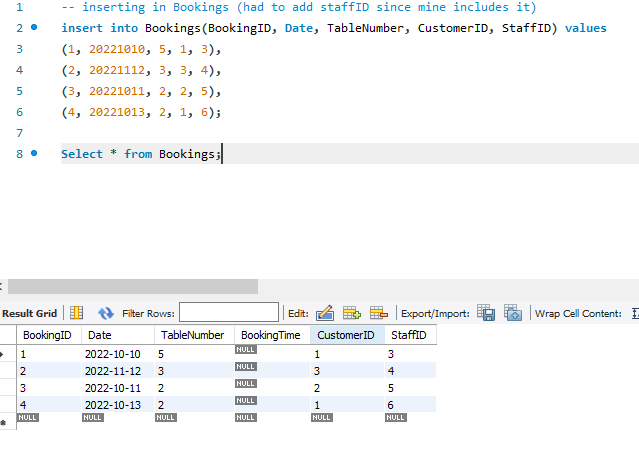 1 -- inserting in Bookings (had to add staffID since mine includes it)
2 insert into Bookings(BookingID, Date, TableNumber, CustomerID, StaffID) values
3 (1, 20221010, 5, 1, 3),
4 (2, 20221112, 3, 3, 4),
5 (3, 20221011, 2, 2, 5),
6 (4, 20221013, 2, 1, 6);
7
8 Select * from Bookings;
Result Grid Filter Rows: Edit: Export/Import: Wrap Cell Content:
BookingID Date TableNumber BookingTime CustomerID StaffID
1 2022-10-10 5 NULL 1 3
2 2022-11-12 3 NULL 3 4
3 2022-10-11 2 NULL 2 5
4 2022-10-13 2 NULL 1 6
NULL NULL NULL NULL NULL NULL